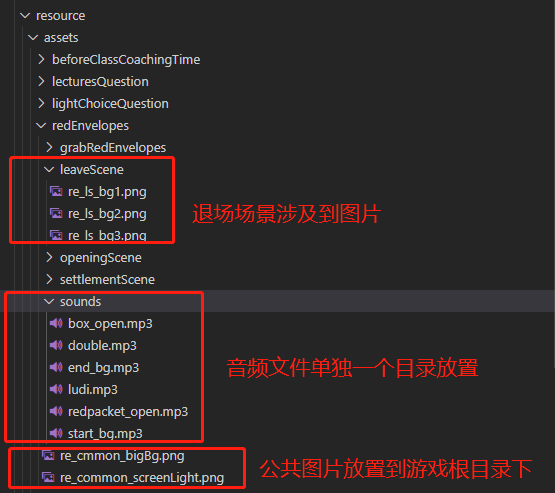 resource
assets
beforeClassCoachingTime
lecturesQuestion
lightChoiceQuestion
redEnvelopes
grabRedEnvelopes
leaveScene
re_ls_bg1.png
re_ls_bg2.png
re_ls_bg3.png
退场场景涉及到图片
openingScene
settlementScene
sounds
box_open.mp3
double.mp3
end_bg.mp3
音频文件单独一个目录放置
ludi.mp3
redpacket_open.mp3
start_bg.mp3
re_cmmon_bigBg.png
re_common_screenLight.png
公共图片放置到游戏根目录下